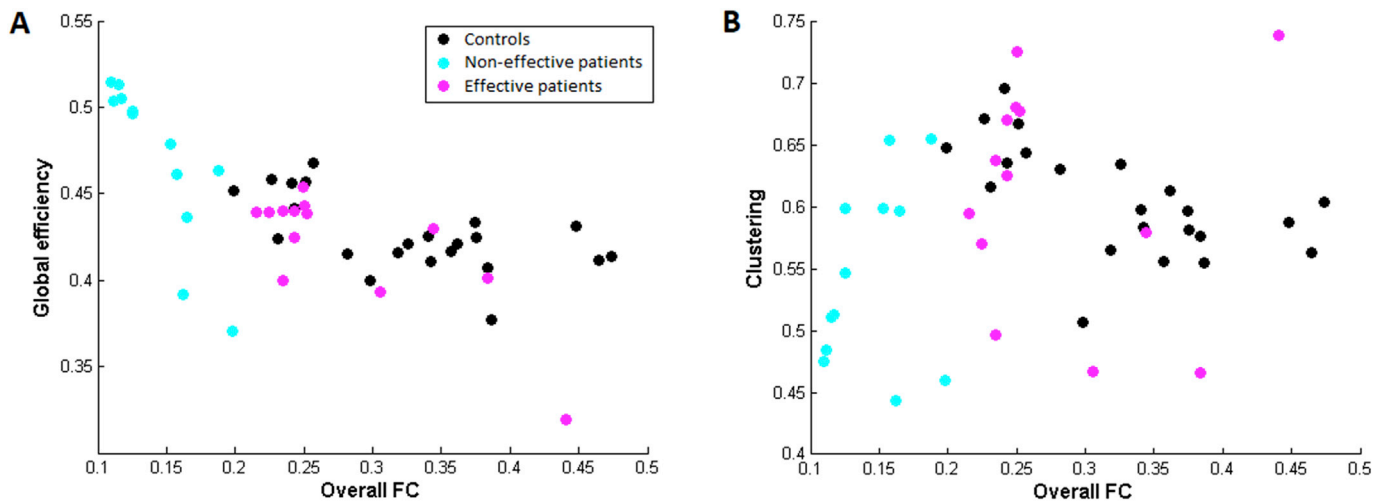 A
0.55
0.5
0.45
0.4
0.35
Global efficiency
Controls
Non-effective patients
Effective patients
0.1 0.15 0.2 0.25 0.3 0.35 0.4 0.45 0.5
Overall FC
B
0.75
0.7
0.65
0.6
0.55
0.5
0.45
0.4
Clustering
0.1 0.15 0.2 0.25 0.3 0.35 0.4 0.45 0.5
Overall FC